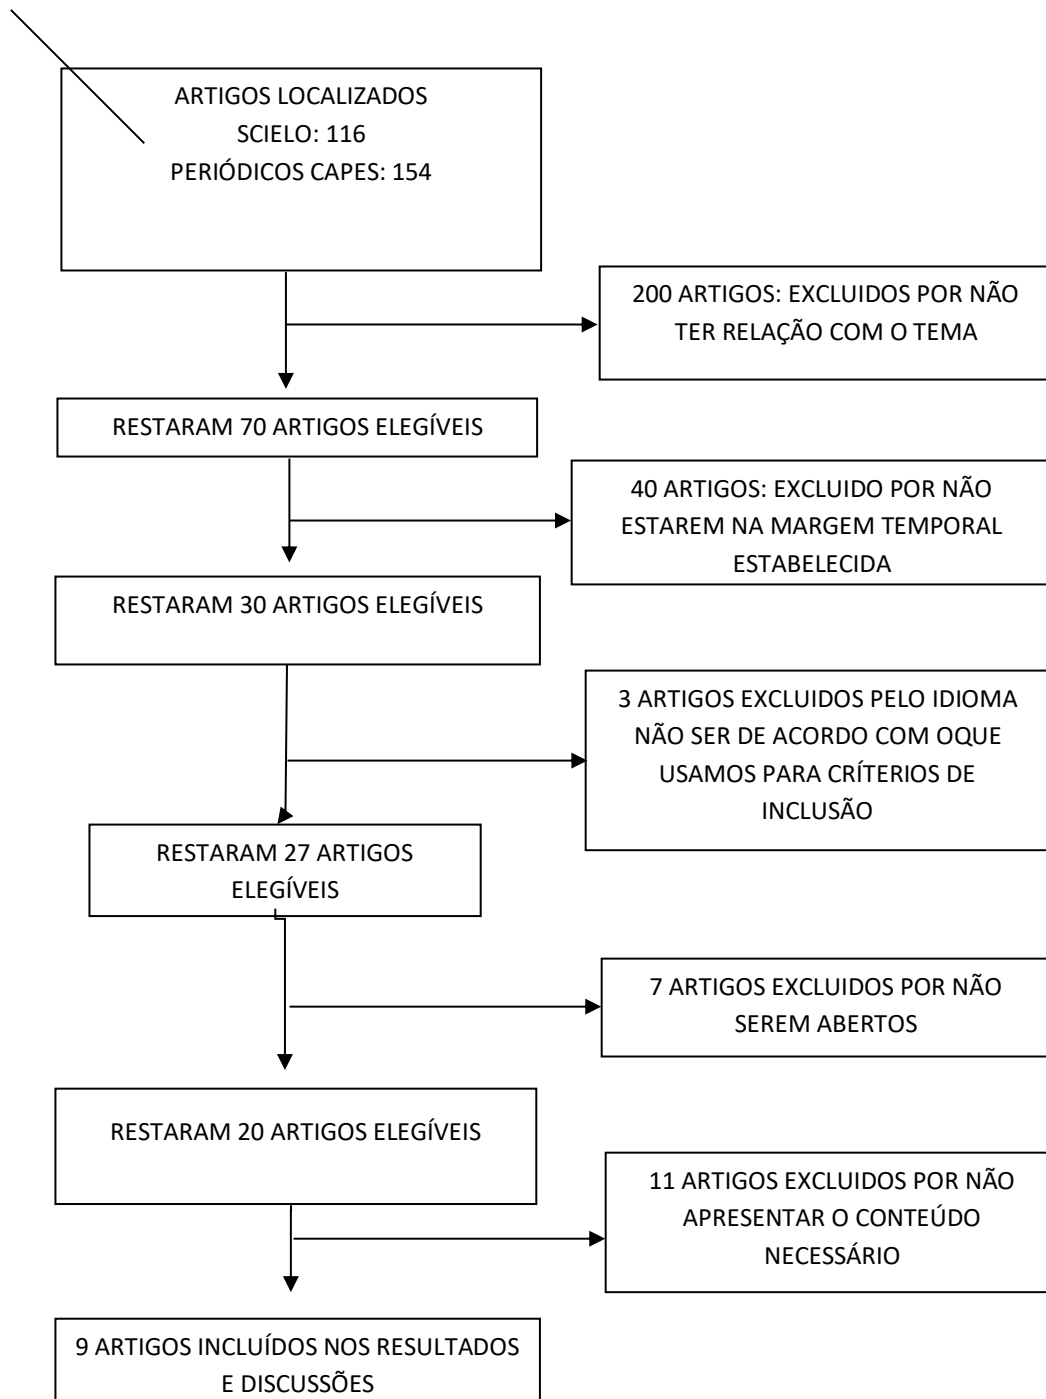 ARTIGOS LOCALIZADOS
SCIELO: 116
PERIÓDICOS CAPES: 154
200 ARTIGOS: EXCLUIDOS POR NÃO
TER RELAÇÃO COM O TEMA
RESTARAM 70 ARTIGOS ELEGÍVEIS
40 ARTIGOS: EXCLUIDO POR NÃO
ESTAREM NA MARGEM TEMPORAL
ESTABELECIDA
RESTARAM 30 ARTIGOS ELEGÍVEIS
3 ARTIGOS EXCLUIDOS PELO IDIOMA
NÃO SER DE ACORDO COM OQUE
USAMOS PARA CRÍTERIOS DE
INCLUSÃO
RESTARAM 27 ARTIGOS
ELEGÍVEIS
7 ARTIGOS EXCLUIDOS POR NÃO
SEREM ABERTOS
RESTARAM 20 ARTIGOS ELEGÍVEIS
11 ARTIGOS EXCLUIDOS POR NÃO
APRESENTAR O CONTEÚDO
NECESSÁRIO
9 ARTIGOS INCLUÍDOS NOS RESULTADOS
E DISCUSSÕES